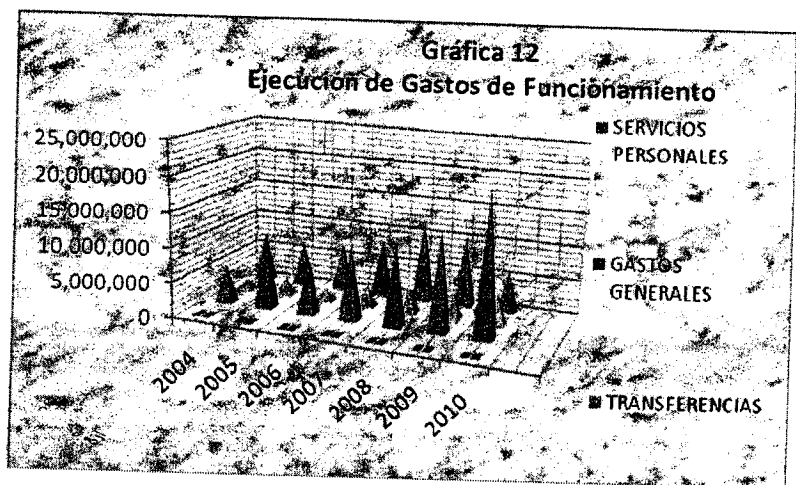 Gráfica 12
Ejecución de Gastos de Funcionamiento
25,000,000
20,000,000
15,000,000
10,000,000
5,000,000
0
2004
2005
2006
2007
2008
2009
2010
SERVICIOS
PERSONALES
GASTOS
GENERALES
TRANSFERENCIAS